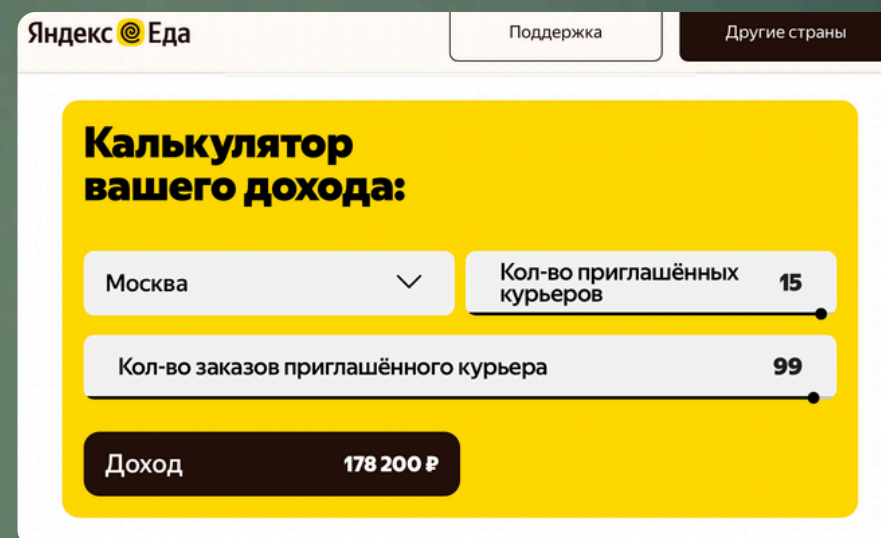 Яндекс Еда
Поддержка
Другие страны
Калькулятор
вашего дохода:
Москва
Кол-во приглашённых
курьеров
15
Кол-во заказов приглашённого курьера
99
Доход
178 200 ₽